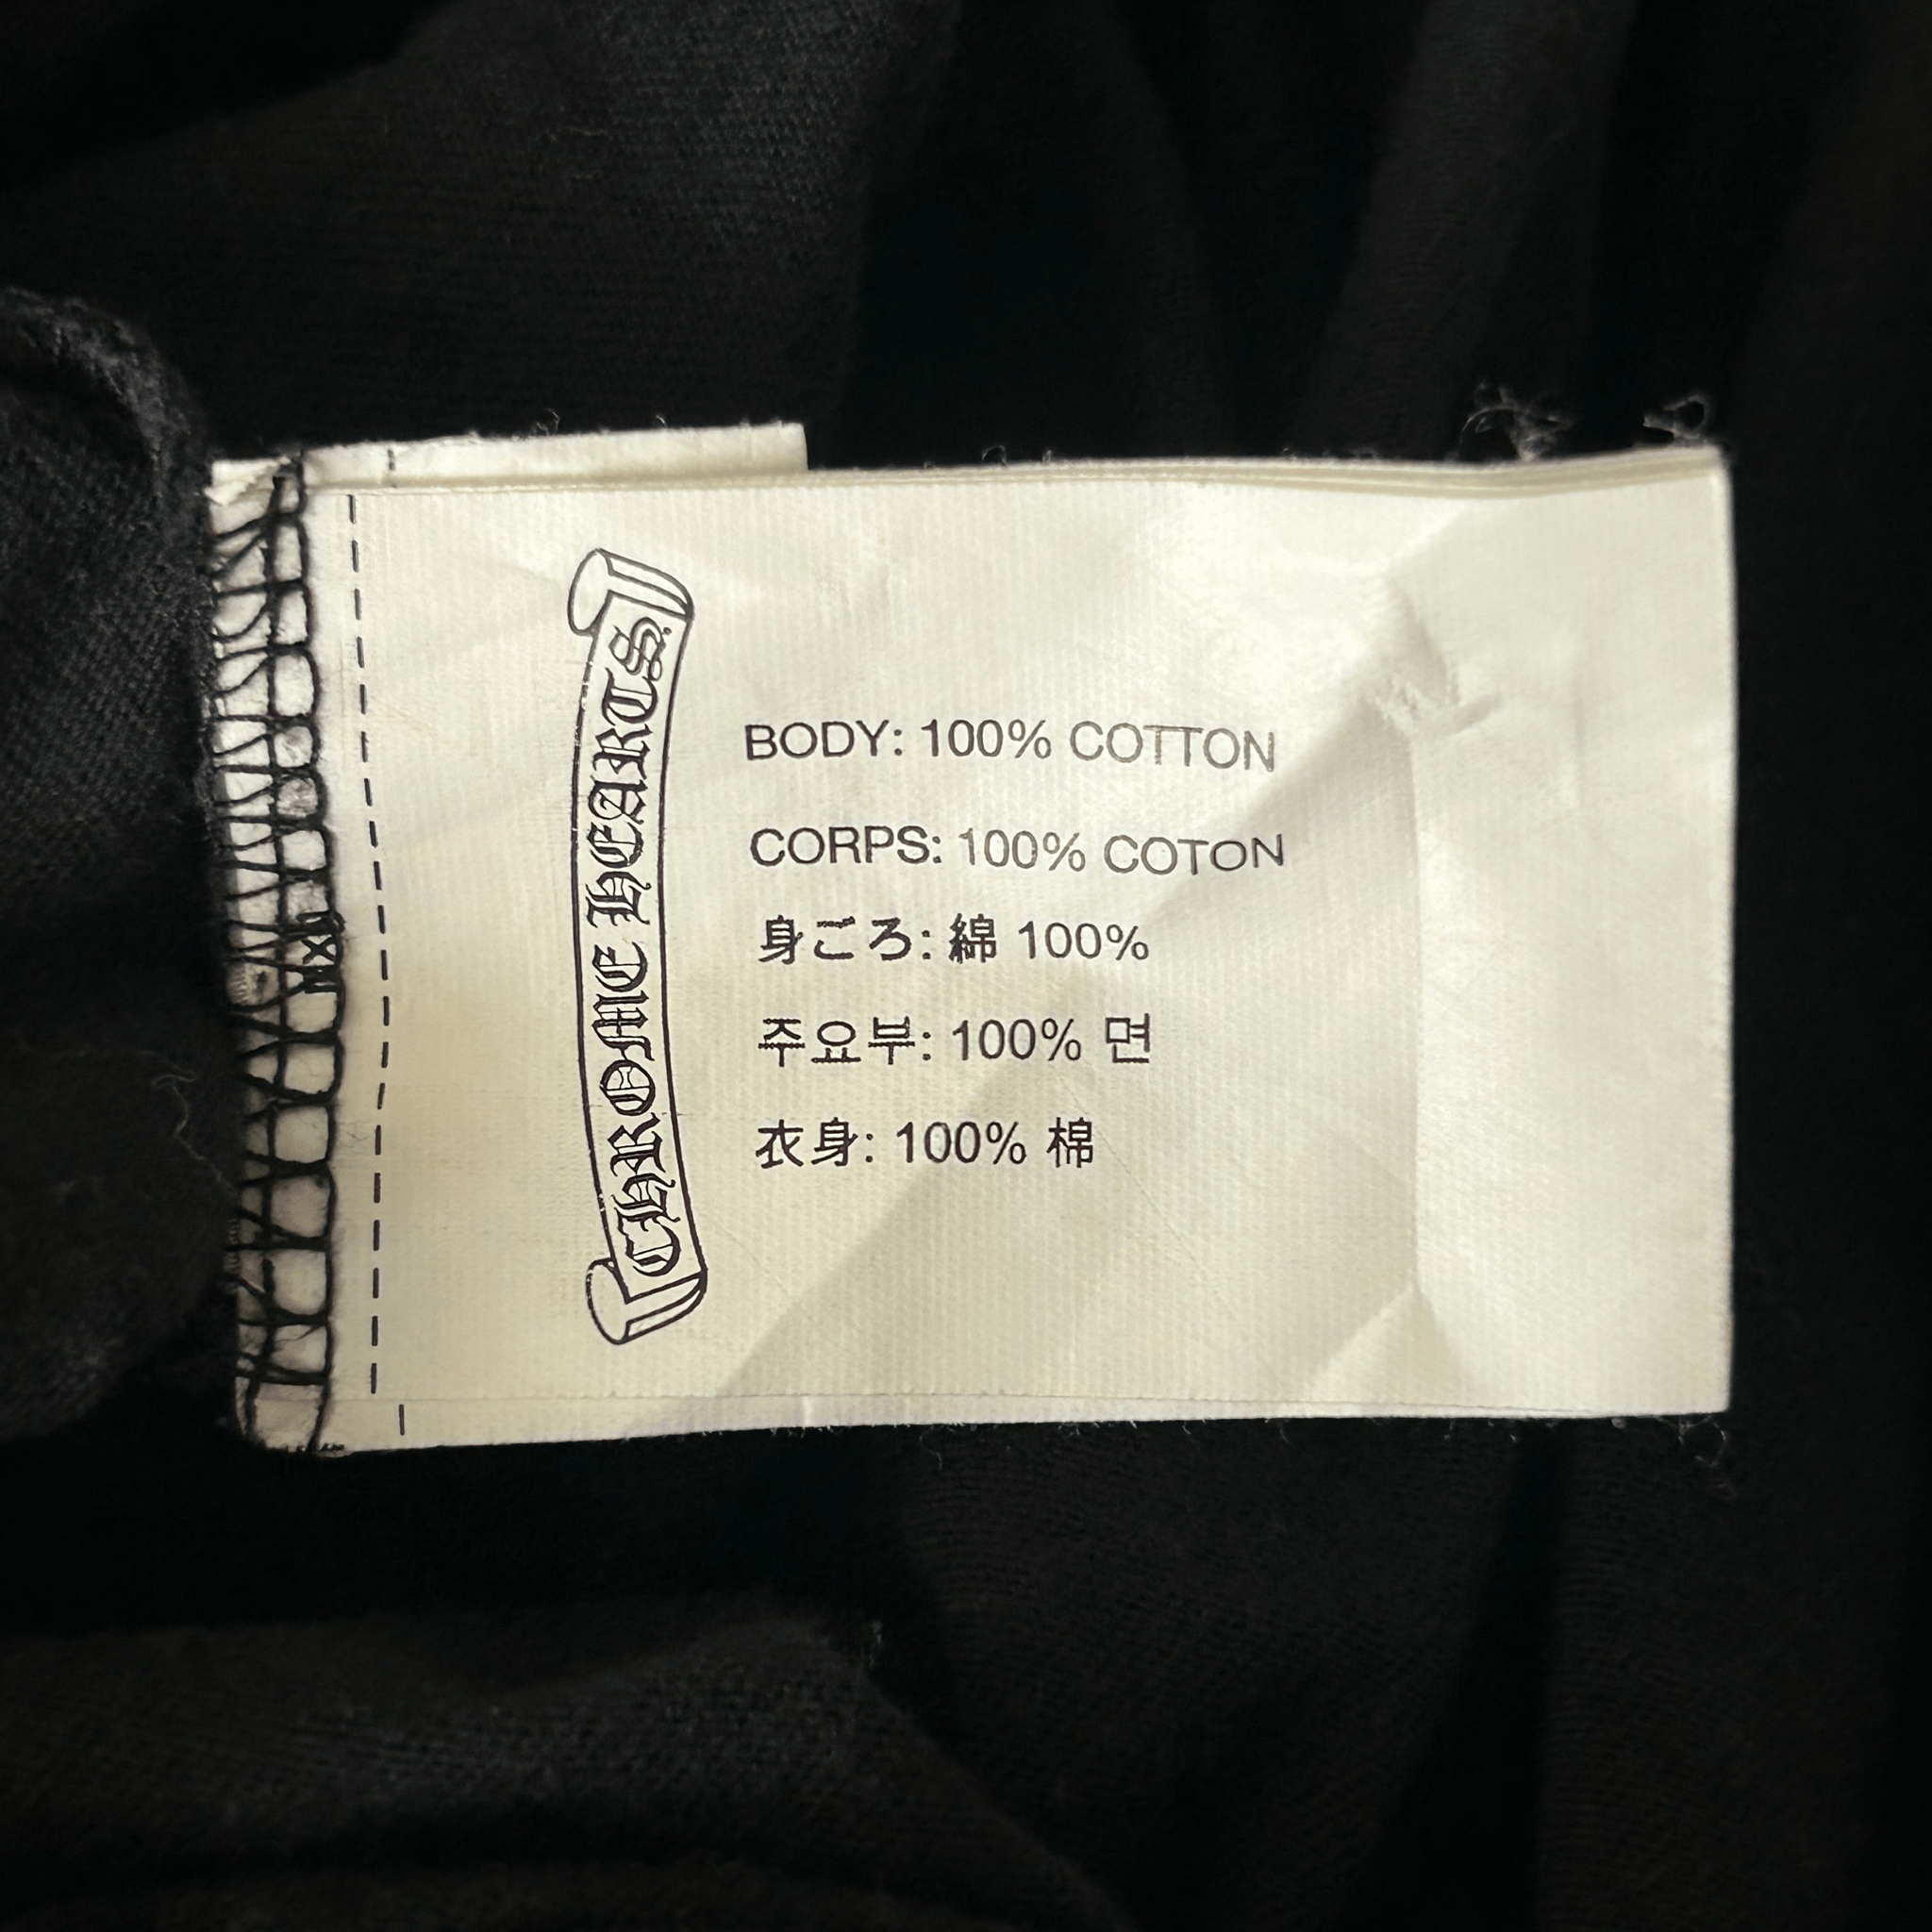 CHROME HEARTS
BODY: 100% COTTON
CORPS: 100% COTON
身ごろ: 綿 100%
주요부: 100% 면
衣身: 100% 棉